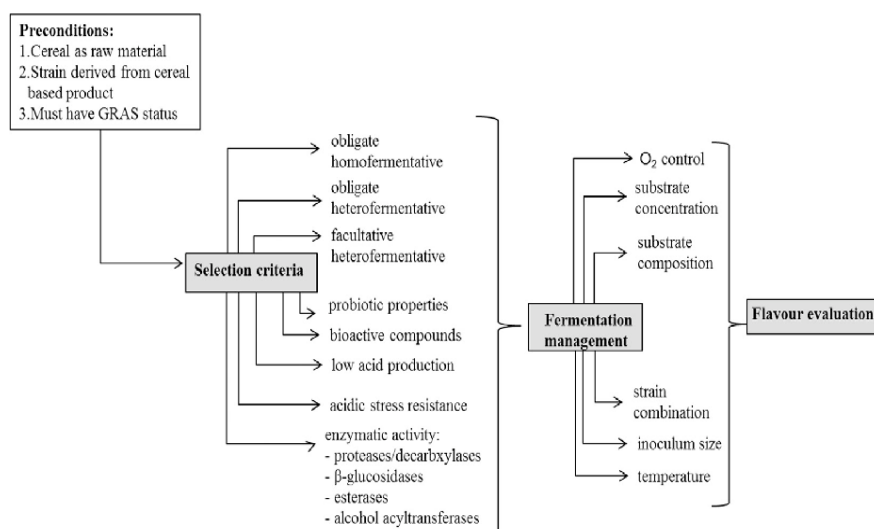 Preconditions:
1.Cereal as raw material
2.Strain derived from cereal
based product
3.Must have GRAS status
obligate
homofermentative
obligate
heterofermentative
facultative
heterofermentative
Selection criteria
probiotic properties
bioactive compounds
low acid production
acidic stress resistance
enzymatic activity:
- proteases/decarbxylases
- β-glucosidases
- esterases
- alcohol acyltransferases
O₂ control
substrate
concentration
substrate
composition
Fermentation
management
strain
combination
inoculum size
temperature
Flavour evaluation